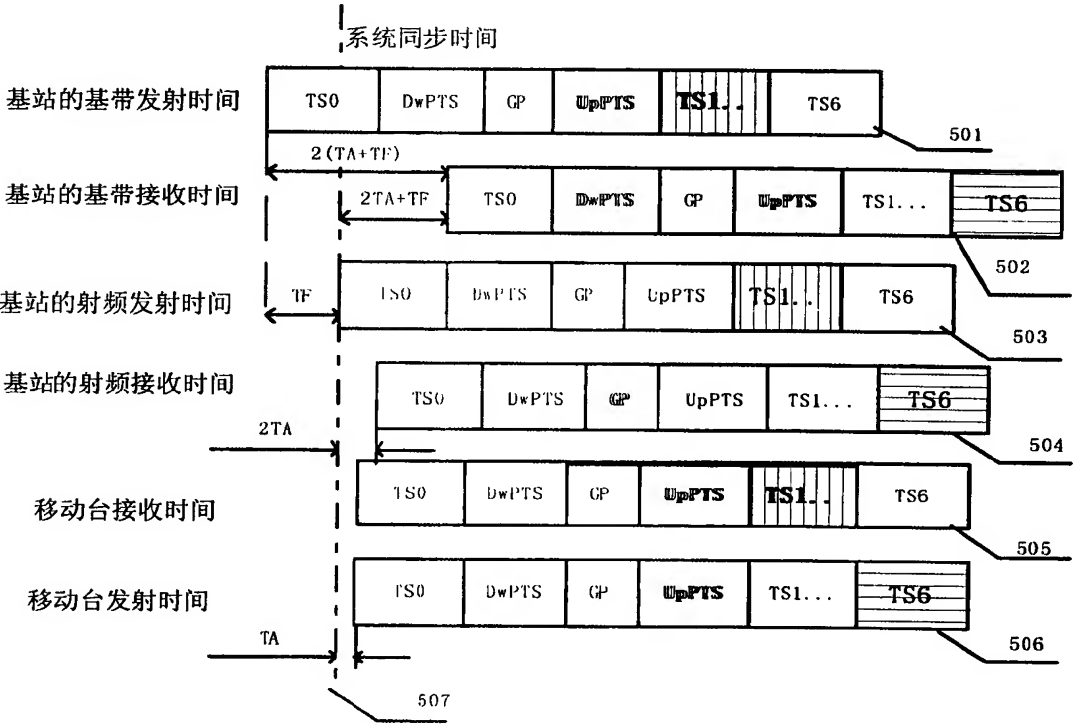 系统同步时间
基站的基带发射时间 TS0 DwPTS GP UpPTS TS1.. TS6
501
2(TA+TF)
基站的基带接收时间 2TA+TF TS0 DwPTS GP UpPTS TS1... TS6
502
基站的射频发射时间 TF TS0 DwPTS GP UpPTS TS1.. TS6
503
基站的射频接收时间 TS0 DwPTS GP UpPTS TS1... TS6
2TA
504
移动台接收时间 TS0 DwPTS GP UpPTS TS1.. TS6
505
移动台发射时间 TS0 DwPTS GP UpPTS TS1... TS6
TA
506
507